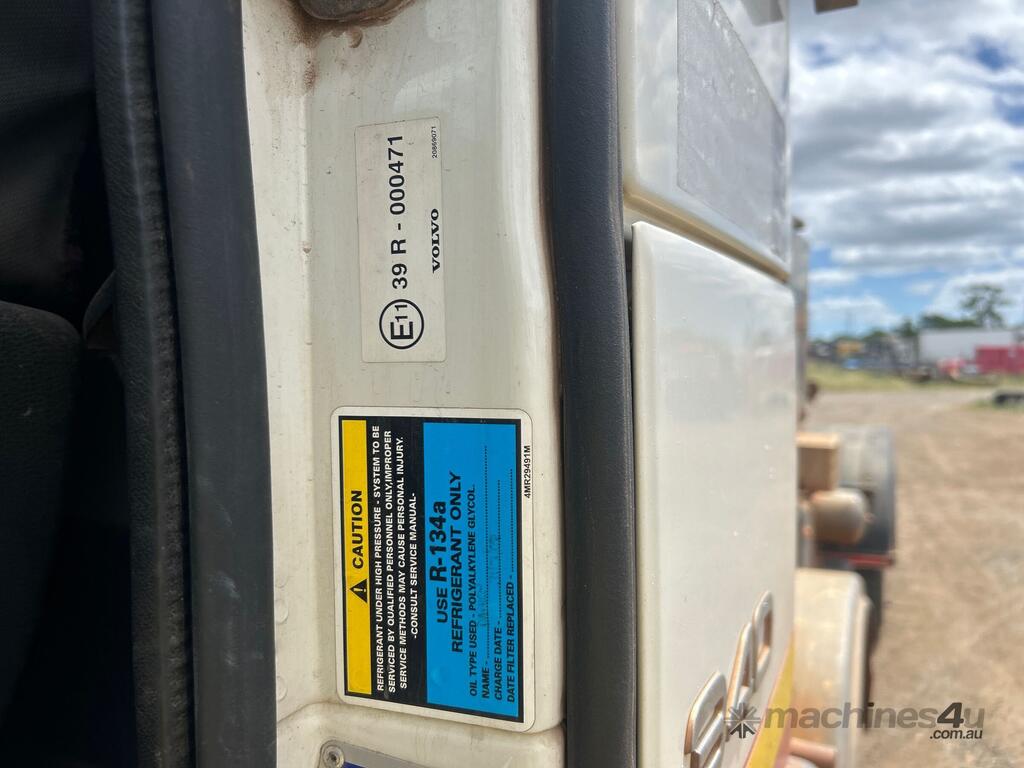 E11 39 R - 000471
VOLVO
20869071
CAUTION
REFRIGERANT UNDER HIGH PRESSURE - SYSTEM TO BE
SERVICED BY QUALIFIED PERSONNEL ONLY,IMPROPER
SERVICE METHODS MAY CAUSE PERSONAL INJURY.
-CONSULT SERVICE MANUAL-
USE R-134a
REFRIGERANT ONLY
OIL TYPE USED - POLYALKYLENE GLYCOL.
NAME -
CHARGE DATE -
DATE FILTER REPLACED -
4MR29491M
machines4u
.com.au